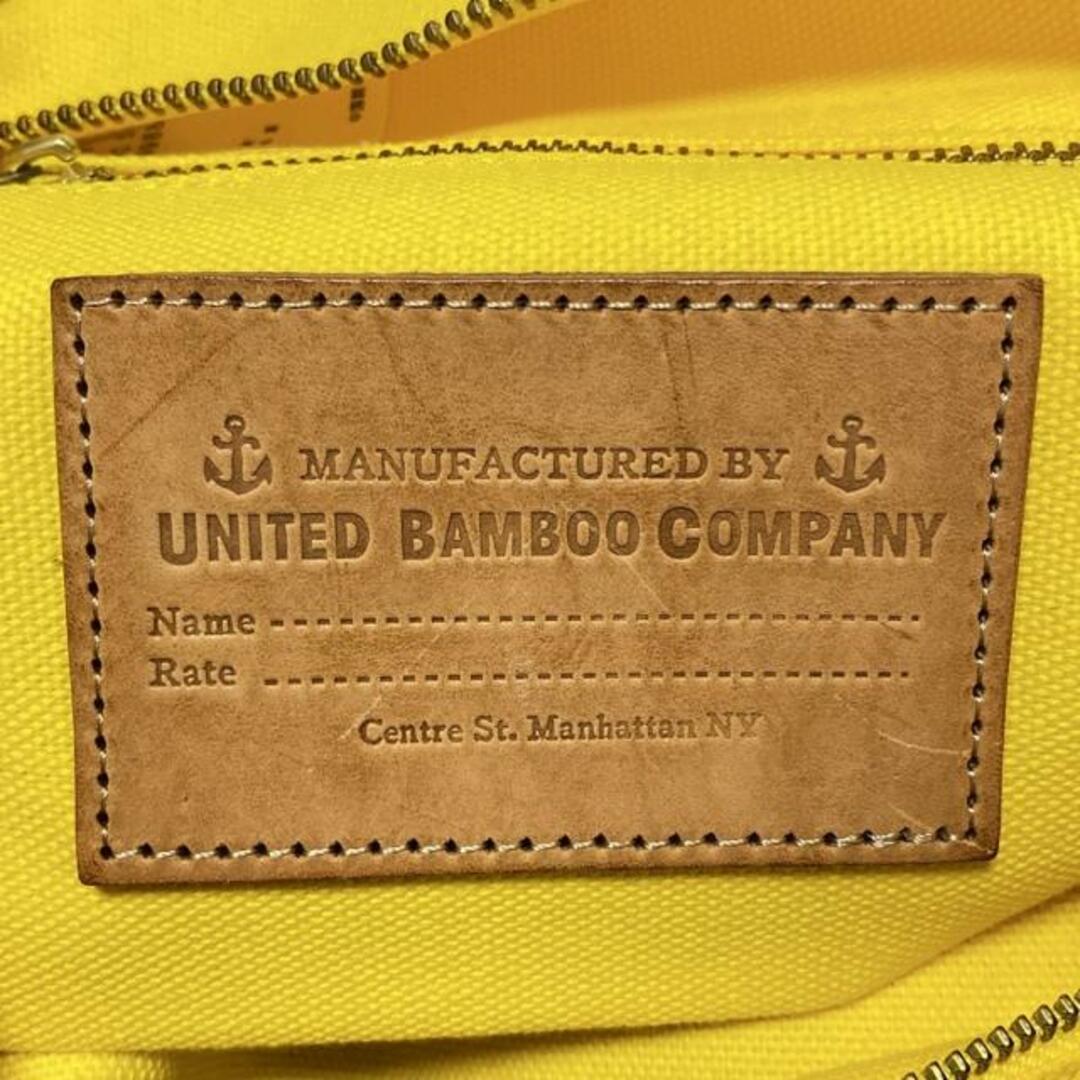 MANUFACTURED BY
UNITED BAMBOO COMPANY
Name
Rate
Centre St. Manhattan NY